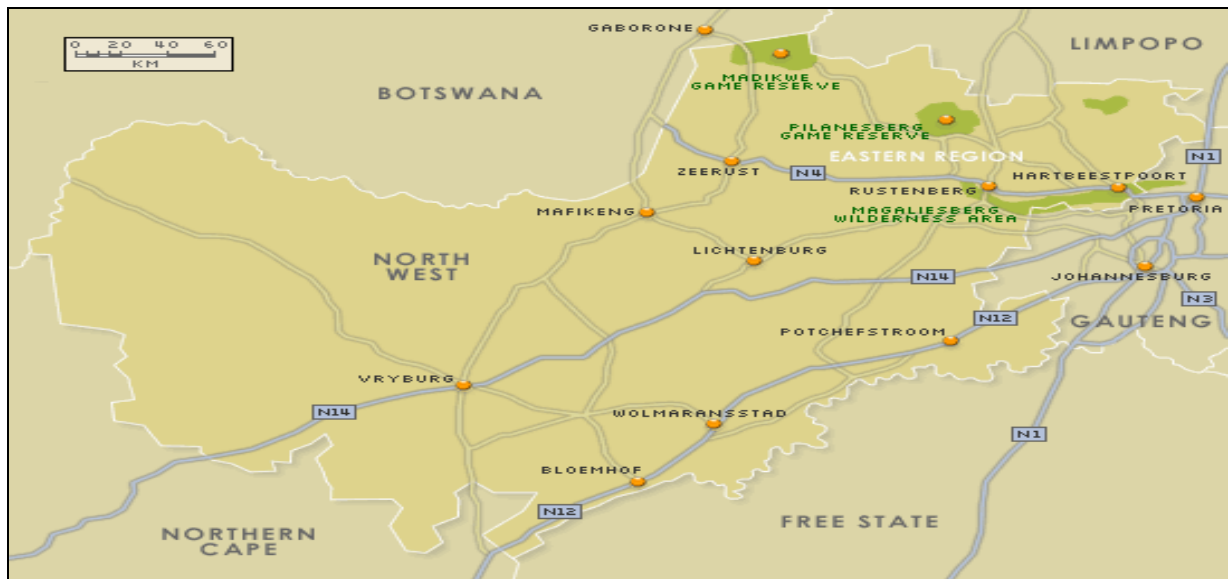 GABORONE
0 20 40 60
KM
LIMPOPO
MADIKWE
GAME RESERVE
BOTSWANA
PILANESBERG
GAME RESERVE
EASTERN REGION
N1
ZEERUST
N4
RUSTENBERG
HARTBEESTPOORT
MAFIKENG
MAGALIESBERG
WILDERNESS AREA
PRETORIA
NORTH
WEST
LICHTENBURG
N14
JOHANNESBURG
N3
N12
GAUTENG
POTCHEFSTROOM
VRYBURG
N14
WOLMARANSSTAD
N1
BLOEMHOF
N12
NORTHERN
CAPE
FREE STATE